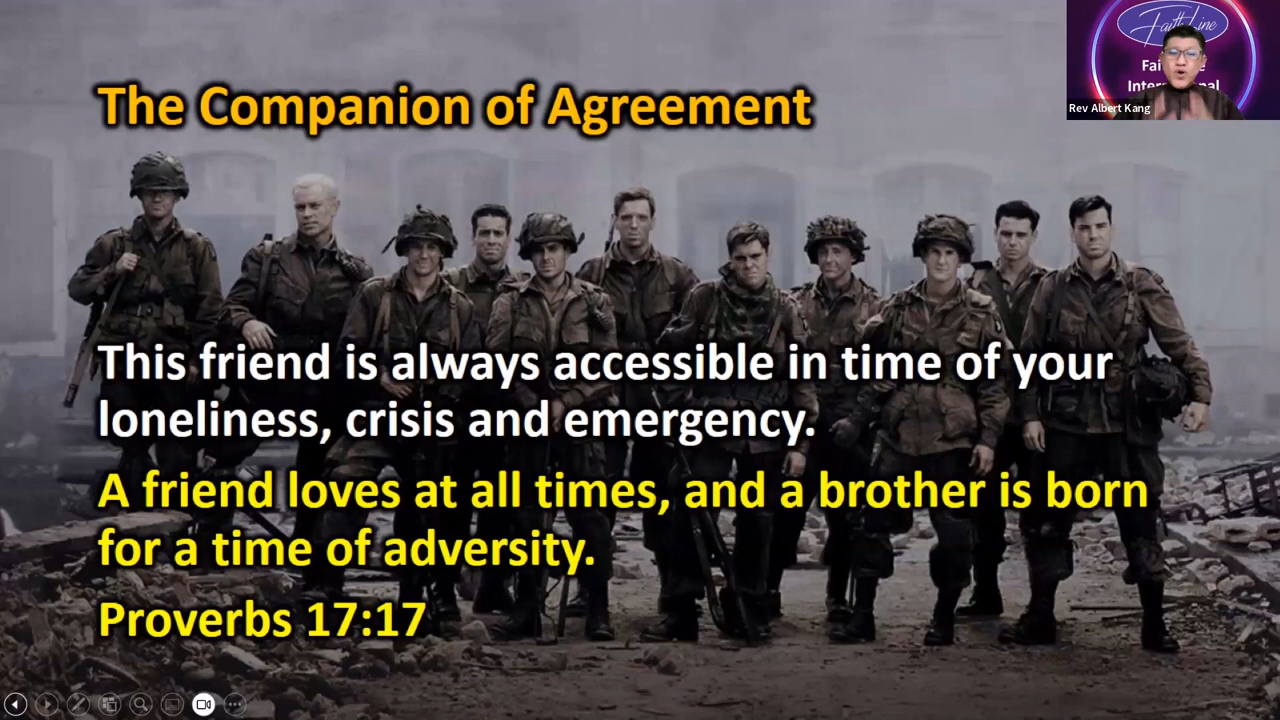 The Companion of Agreement
FaithLine
Rev Albert Kang
This friend is always accessible in time of your
loneliness, crisis and emergency.
A friend loves at all times, and a brother is born
for a time of adversity.
Proverbs 17:17